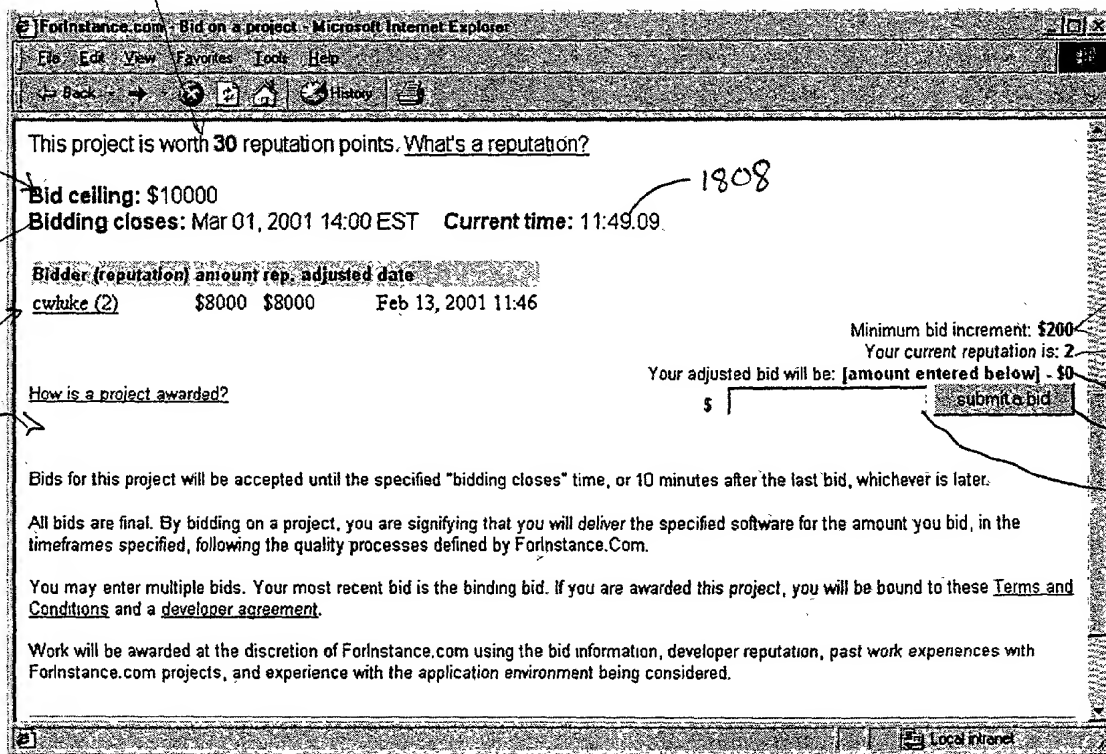 ForInstance.com - Bid on a project - Microsoft Internet Explorer
File Edit View Favorites Tools Help
Back History
This project is worth 30 reputation points. What's a reputation?
1808
Bid ceiling: $10000
Bidding closes: Mar 01, 2001 14:00 EST Current time: 11:49.09
Bidder (reputation) amount rep. adjusted date
cwluke (2) $8000 $8000 Feb 13, 2001 11:46
Minimum bid increment: $200
Your current reputation is: 2
Your adjusted bid will be: [amount entered below] - $0
How is a project awarded?
$ submit a bid
Bids for this project will be accepted until the specified "bidding closes" time, or 10 minutes after the last bid, whichever is later.
All bids are final. By bidding on a project, you are signifying that you will deliver the specified software for the amount you bid, in the
timeframes specified, following the quality processes defined by ForInstance.Com.
You may enter multiple bids. Your most recent bid is the binding bid. If you are awarded this project, you will be bound to these Terms and
Conditions and a developer agreement.
Work will be awarded at the discretion of ForInstance.com using the bid information, developer reputation, past work experiences with
ForInstance.com projects, and experience with the application environment being considered.
Local intranet